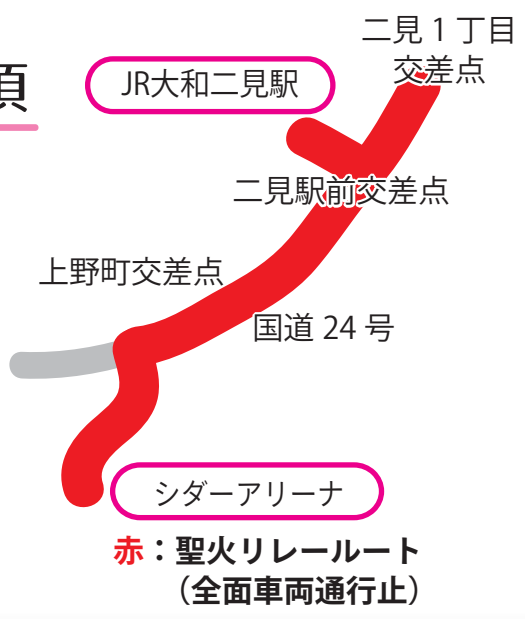 二見 1 丁目
交差点
項
JR大和二見駅
二見駅前交差点
上野町交差点
国道 24 号
シダーアリーナ
赤：聖火リレールート
（全面車両通行止）